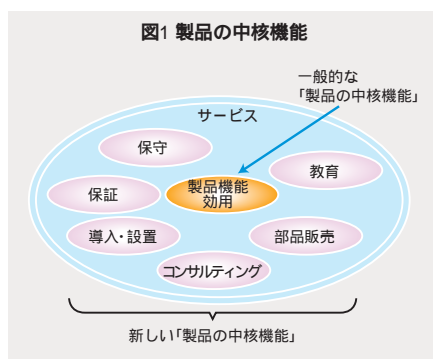 図1 製品の中核機能
一般的な
「製品の中核機能」
サービス
保守
教育
保証
製品機能
効用
導入・設置
部品販売
コンサルティング
新しい「製品の中核機能」